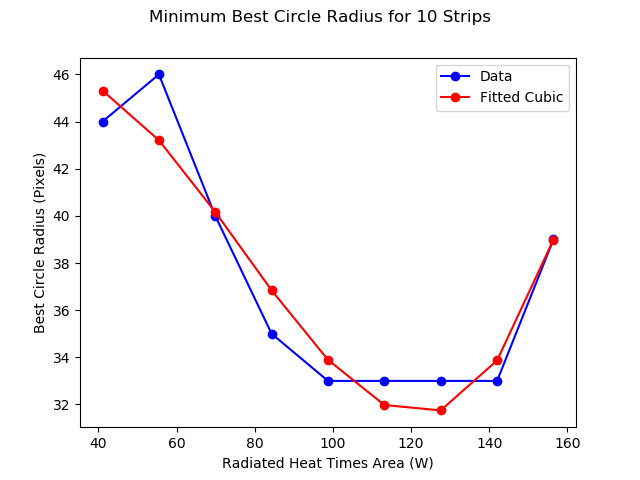 Minimum Best Circle Radius for 10 Strips
Data
Fitted Cubic
46
44
42
40
38
36
34
32
Best Circle Radius (Pixels)
40 60 80 100 120 140 160
Radiated Heat Times Area (W)